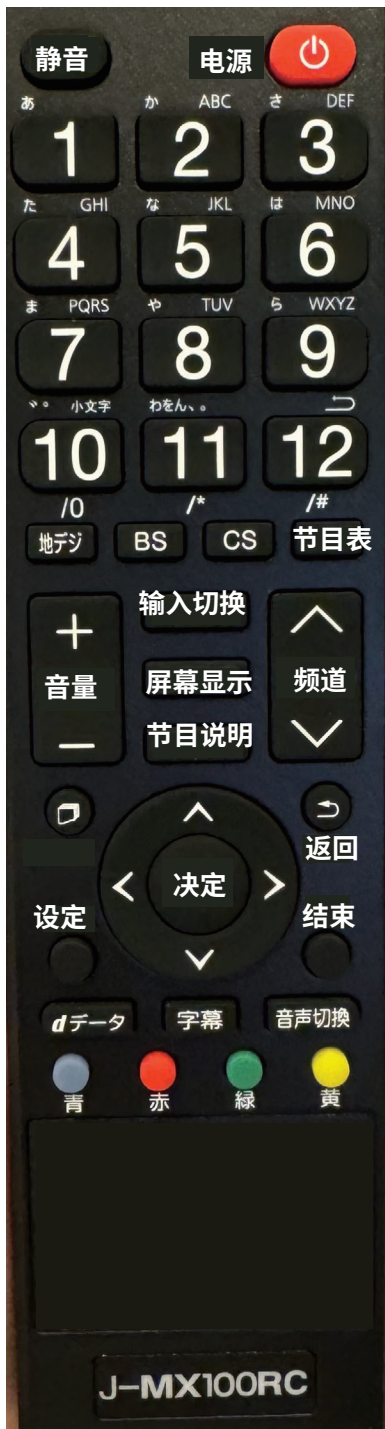 静音 电源
あ か ABC さ DEF
1 2 3
た GHI な JKL は MNO
4 5 6
ま PQRS や TUV ら WXYZ
7 8 9
゛゜ 小文字 わをん、。
10 11 12
/0 /* /#
地デジ BS CS 节目表
输入切换
+
音量 屏幕显示 频道
节目说明
−
返回
决定
设定 结束
dデータ 字幕 音声切換
青 赤 緑 黄
J-MX100RC